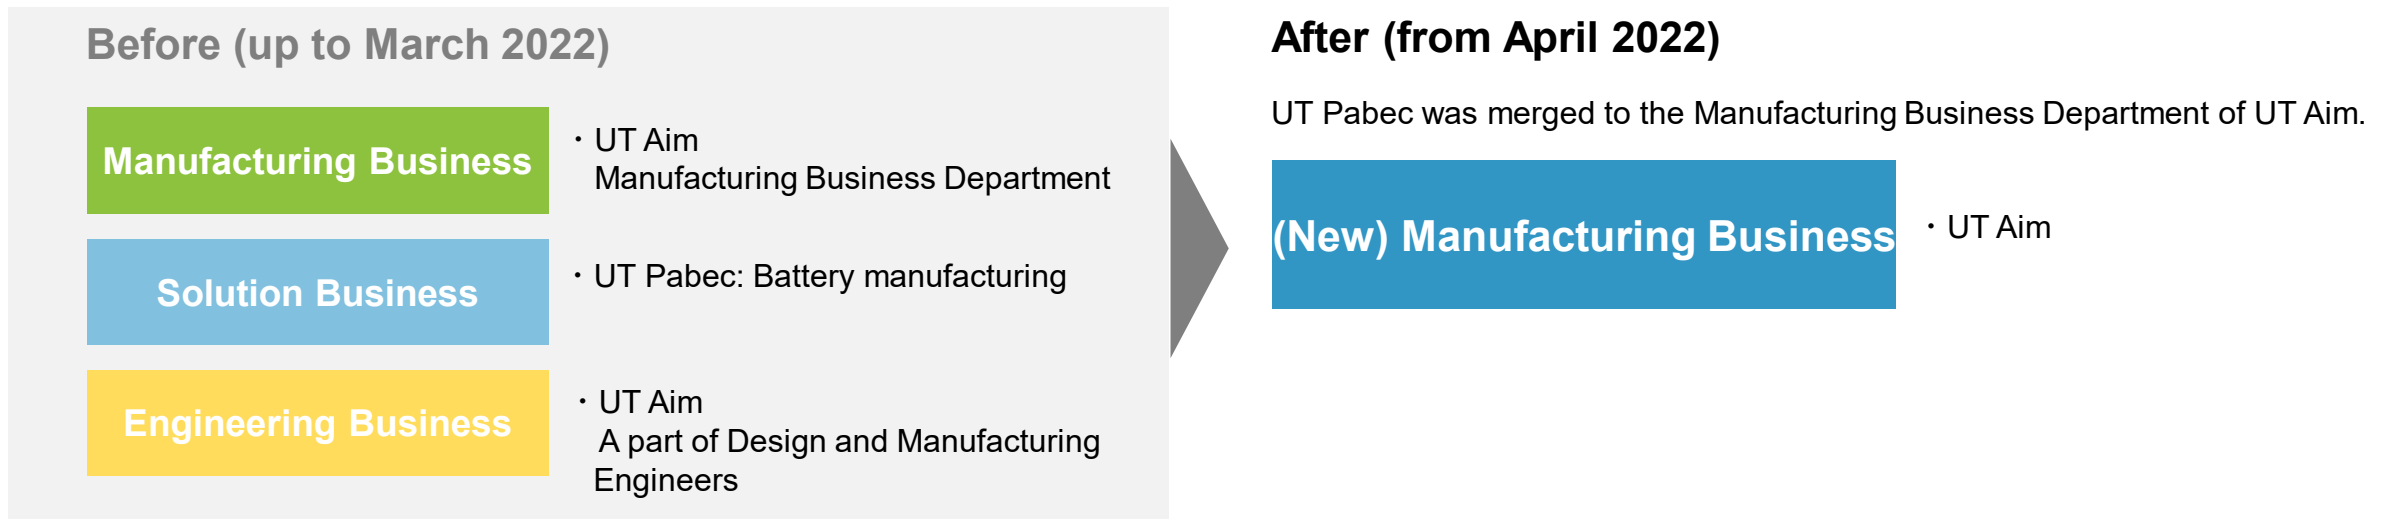 Before (up to March 2022)
Manufacturing Business
・UT Aim
Manufacturing Business Department
Solution Business
・UT Pabec: Battery manufacturing
Engineering Business
・UT Aim
A part of Design and Manufacturing
Engineers
After (from April 2022)
UT Pabec was merged to the Manufacturing Business Department of UT Aim.
(New) Manufacturing Business
・UT Aim